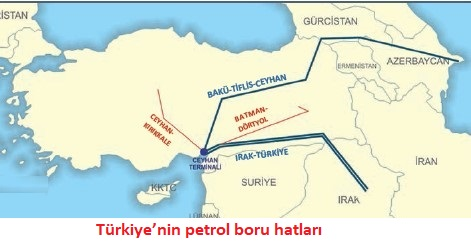 GÜRCİSTAN
AZERBAYCAN
ERMENİSTAN
BAKÜ-TİFLİS-CEYHAN
BATMAN-
DÖRTYOL
CEYHAN-
KIRIKKALE
CEYHAN
TERMİNALİ
IRAK-TÜRKİYE
İRAN
KKTC
SURİYE
IRAK
LÜBNAN
Türkiye’nin petrol boru hatları